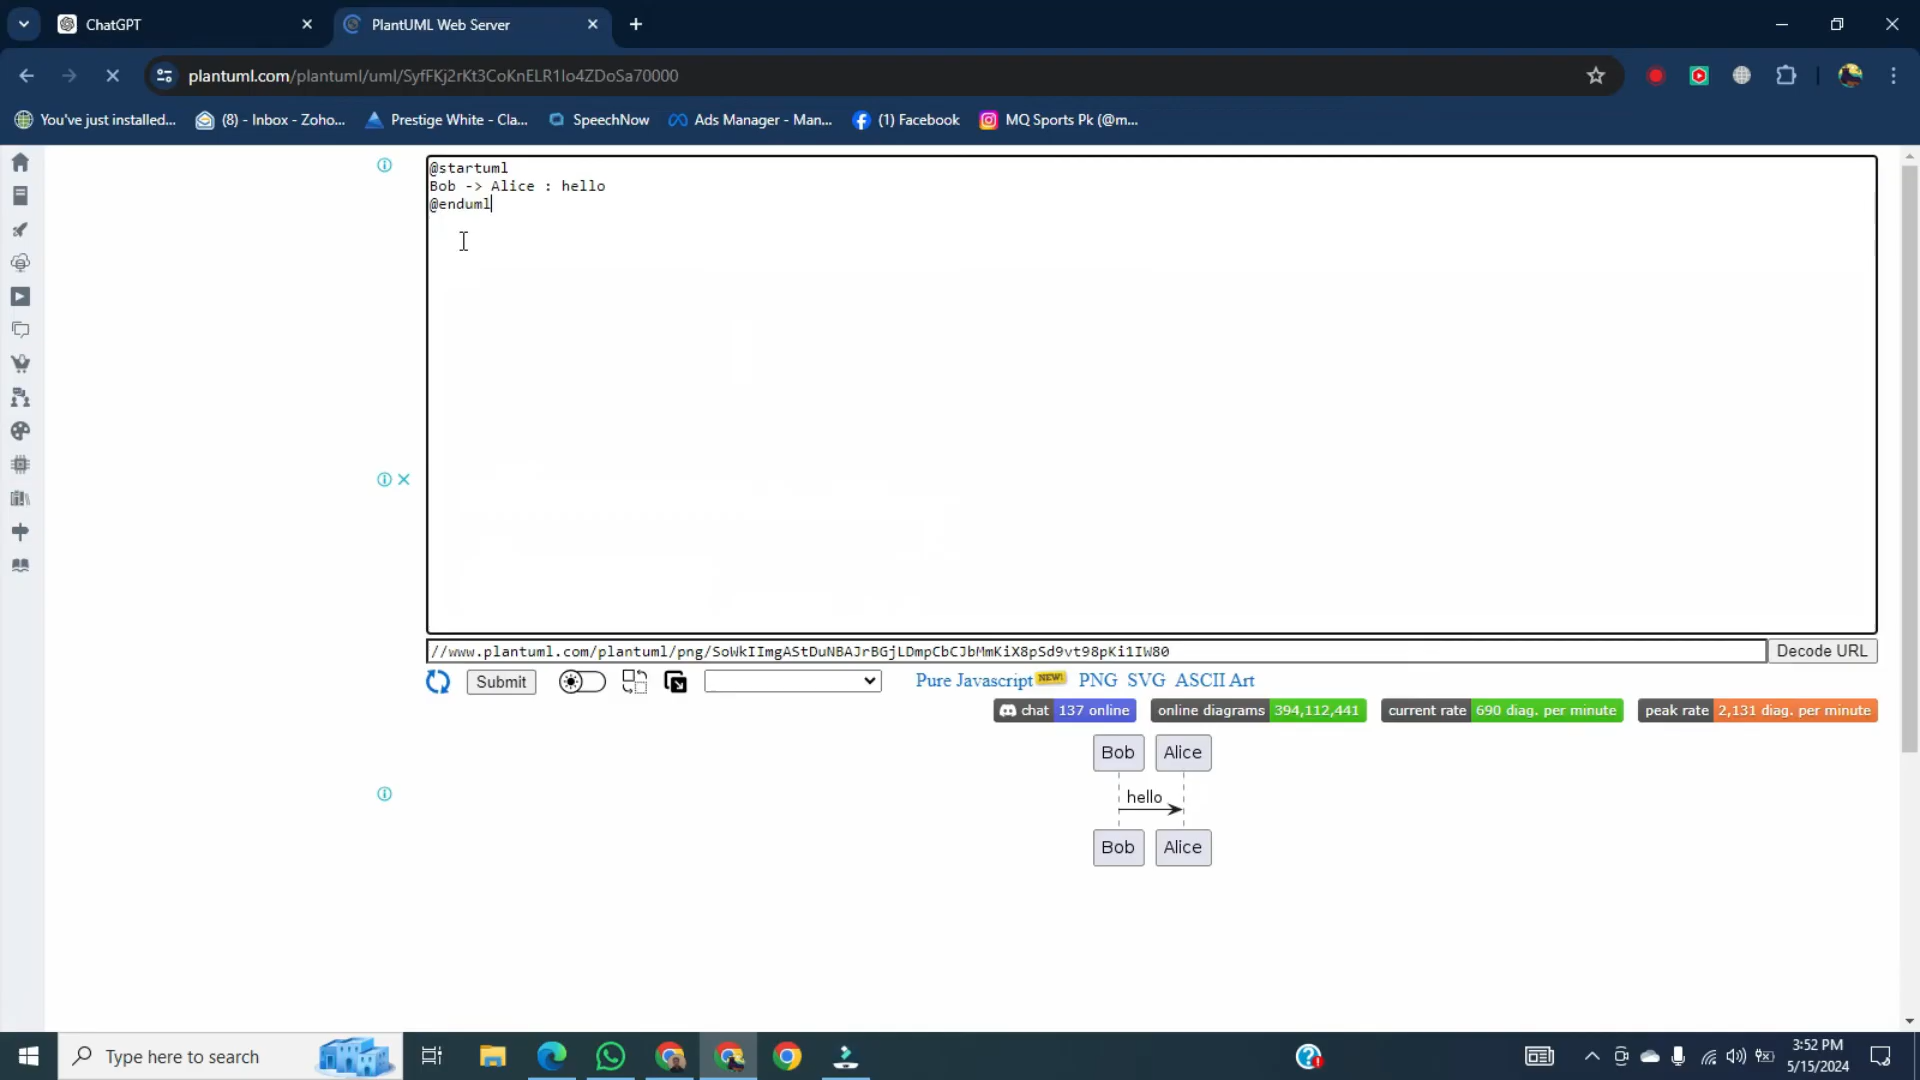 ChatGPT
PlantUML Web Server
plantuml.com/plantuml/uml/SyfFKj2rKt3CoKnELR1Io4ZDoSa70000
You've just installed...
(8) - Inbox - Zoho...
Prestige White - Cla...
SpeechNow
Ads Manager - Man...
(1) Facebook
MQ Sports Pk (@m...
@startuml
Bob -> Alice : hello
@enduml
//www.plantuml.com/plantuml/png/SoWkIImgAStDuNBAJrBGjLDmpCbCJbMmKiX8pSd9vt98pKi1IW80
Decode URL
Submit
Pure Javascript NEW! PNG SVG ASCII Art
chat 137 online
online diagrams 394,112,441
current rate 690 diag. per minute
peak rate 2,131 diag. per minute
Bob Alice
hello
Bob Alice
Type here to search
3:52 PM
5/15/2024